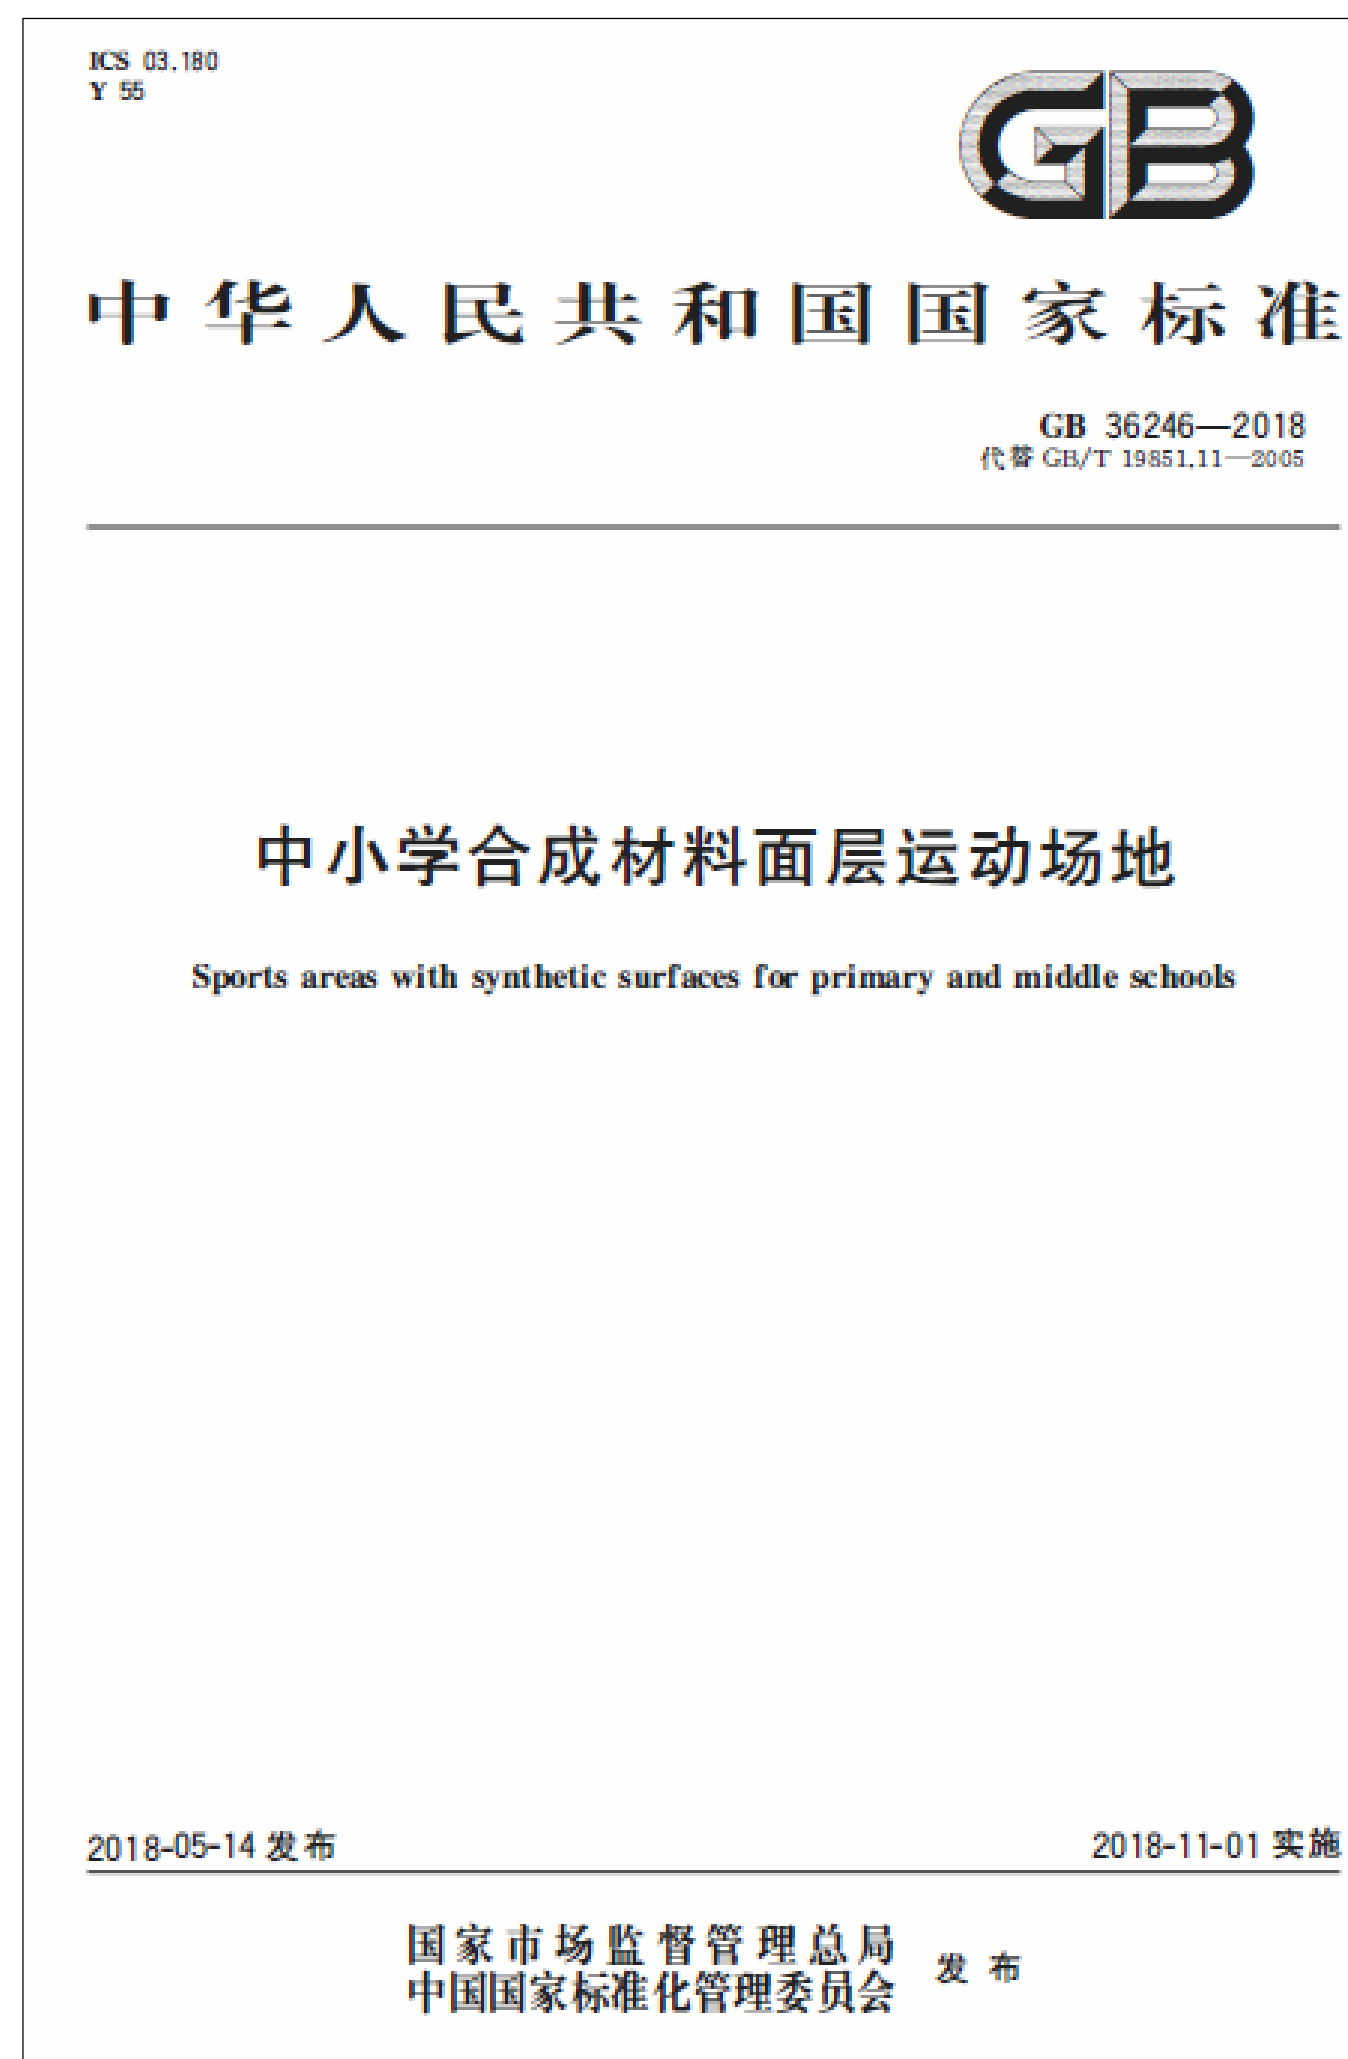 ICS 03.180
Y 55
GB
中华人民共和国国家标准
GB 36246—2018
代替 GB/T 19851.11—2005
中小学合成材料面层运动场地
Sports areas with synthetic surfaces for primary and middle schools
2018-05-14 发布
2018-11-01 实施
国家市场监督管理总局
中国国家标准化管理委员会
发布